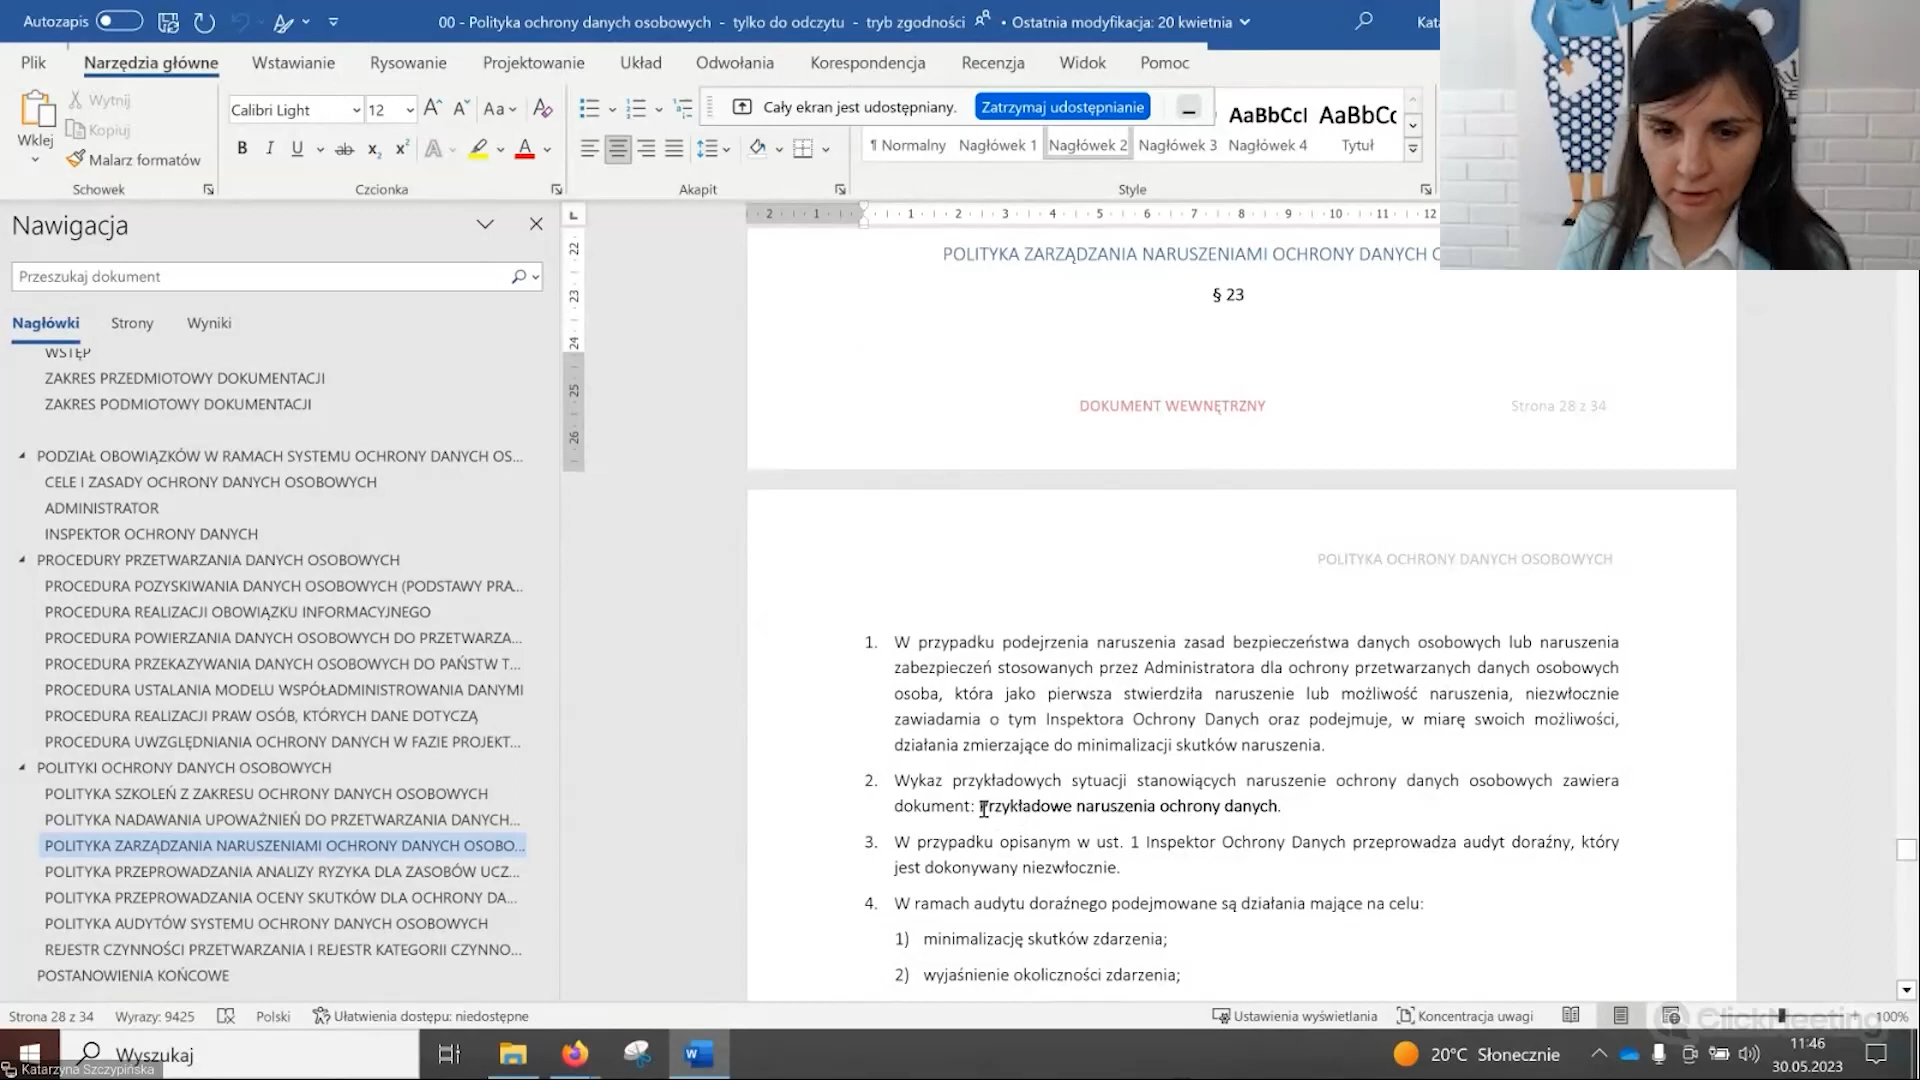 Autozapis
00 - Polityka ochrony danych osobowych - tylko do odczytu - tryb zgodności • Ostatnia modyfikacja: 20 kwietnia
Plik Narzędzia główne Wstawianie Rysowanie Projektowanie Układ Odwołania Korespondencja Recenzja Widok Pomoc
Wklej
Wytnij
Kopiuj
Malarz formatów
Schowek
Calibri Light 12
Czcionka
Akapit
Cały ekran jest udostępniany. Zatrzymaj udostępnianie
AaBbCcI AaBbCc
¶ Normalny Nagłówek 1 Nagłówek 2 Nagłówek 3 Nagłówek 4 Tytuł
Style
Nawigacja
Przeszukaj dokument
Nagłówki Strony Wyniki
WSTĘP
ZAKRES PRZEDMIOTOWY DOKUMENTACJI
ZAKRES PODMIOTOWY DOKUMENTACJI
PODZIAŁ OBOWIĄZKÓW W RAMACH SYSTEMU OCHRONY DANYCH OS...
CELE I ZASADY OCHRONY DANYCH OSOBOWYCH
ADMINISTRATOR
INSPEKTOR OCHRONY DANYCH
PROCEDURY PRZETWARZANIA DANYCH OSOBOWYCH
PROCEDURA POZYSKIWANIA DANYCH OSOBOWYCH (PODSTAWY PRA...
PROCEDURA REALIZACJI OBOWIĄZKU INFORMACYJNEGO
PROCEDURA POWIERZANIA DANYCH OSOBOWYCH DO PRZETWARZA...
PROCEDURA PRZEKAZYWANIA DANYCH OSOBOWYCH DO PAŃSTW T...
PROCEDURA USTALANIA MODELU WSPÓŁADMINISTROWANIA DANYMI
PROCEDURA REALIZACJI PRAW OSÓB, KTÓRYCH DANE DOTYCZĄ
PROCEDURA UWZGLĘDNIANIA OCHRONY DANYCH W FAZIE PROJEKT...
POLITYKI OCHRONY DANYCH OSOBOWYCH
POLITYKA SZKOLEŃ Z ZAKRESU OCHRONY DANYCH OSOBOWYCH
POLITYKA NADAWANIA UPOWAŻNIEŃ DO PRZETWARZANIA DANYCH...
POLITYKA ZARZĄDZANIA NARUSZENIAMI OCHRONY DANYCH OSOBO...
POLITYKA PRZEPROWADZANIA ANALIZY RYZYKA DLA ZASOBÓW UCZ...
POLITYKA PRZEPROWADZANIA OCENY SKUTKÓW DLA OCHRONY DA...
POLITYKA AUDYTÓW SYSTEMU OCHRONY DANYCH OSOBOWYCH
REJESTR CZYNNOŚCI PRZETWARZANIA I REJESTR KATEGORII CZYNNO...
POSTANOWIENIA KOŃCOWE
POLITYKA ZARZĄDZANIA NARUSZENIAMI OCHRONY DANYCH
§ 23
DOKUMENT WEWNĘTRZNY Strona 28 z 34
POLITYKA OCHRONY DANYCH OSOBOWYCH
1. W przypadku podejrzenia naruszenia zasad bezpieczeństwa danych osobowych lub naruszenia
zabezpieczeń stosowanych przez Administratora dla ochrony przetwarzanych danych osobowych
osoba, która jako pierwsza stwierdziła naruszenie lub możliwość naruszenia, niezwłocznie
zawiadamia o tym Inspektora Ochrony Danych oraz podejmuje, w miarę swoich możliwości,
działania zmierzające do minimalizacji skutków naruszenia.
2. Wykaz przykładowych sytuacji stanowiących naruszenie ochrony danych osobowych zawiera
dokument: Przykładowe naruszenia ochrony danych.
3. W przypadku opisanym w ust. 1 Inspektor Ochrony Danych przeprowadza audyt doraźny, który
jest dokonywany niezwłocznie.
4. W ramach audytu doraźnego podejmowane są działania mające na celu:
1) minimalizację skutków zdarzenia;
2) wyjaśnienie okoliczności zdarzenia;
Strona 28 z 34 Wyrazy: 9425 Polski Ułatwienia dostępu: niedostępne Ustawienia wyświetlania Koncentracja uwagi 100%
ClickMeeting
Wyszukaj
Katarzyna Szczypińska
20°C Słonecznie
11:46
30.05.2023